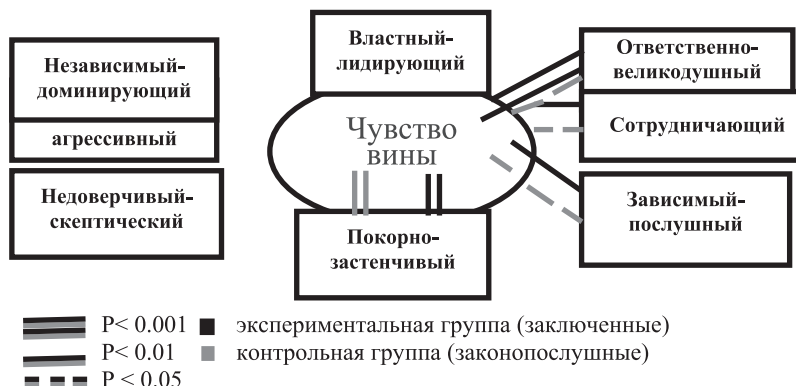 Независимый-
доминирующий
агрессивный
Недоверчивый-
скептический
Властный-
лидирующий
Чувство
вины
Покорно-
застенчивый
Ответственно-
великодушный
Сотрудничающий
Зависимый-
послушный
P< 0.001
экспериментальная группа (заключенные)
P< 0.01
контрольная группа (законопослушные)
P < 0.05